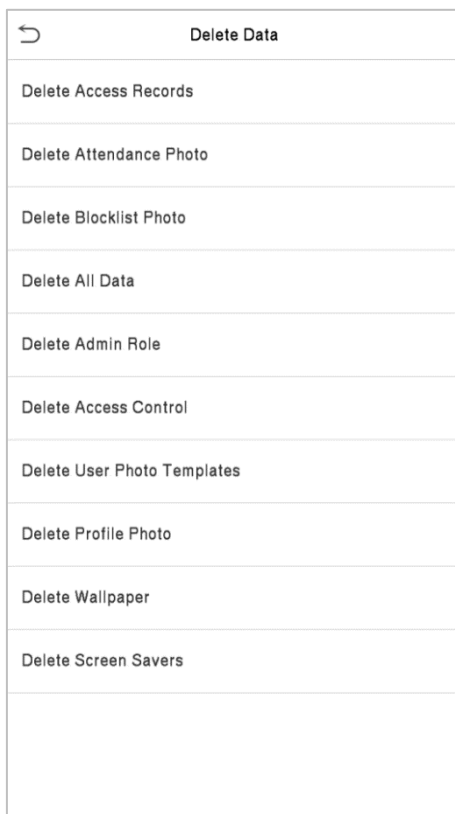 Delete Data
Delete Access Records
Delete Attendance Photo
Delete Blocklist Photo
Delete All Data
Delete Admin Role
Delete Access Control
Delete User Photo Templates
Delete Profile Photo
Delete Wallpaper
Delete Screen Savers